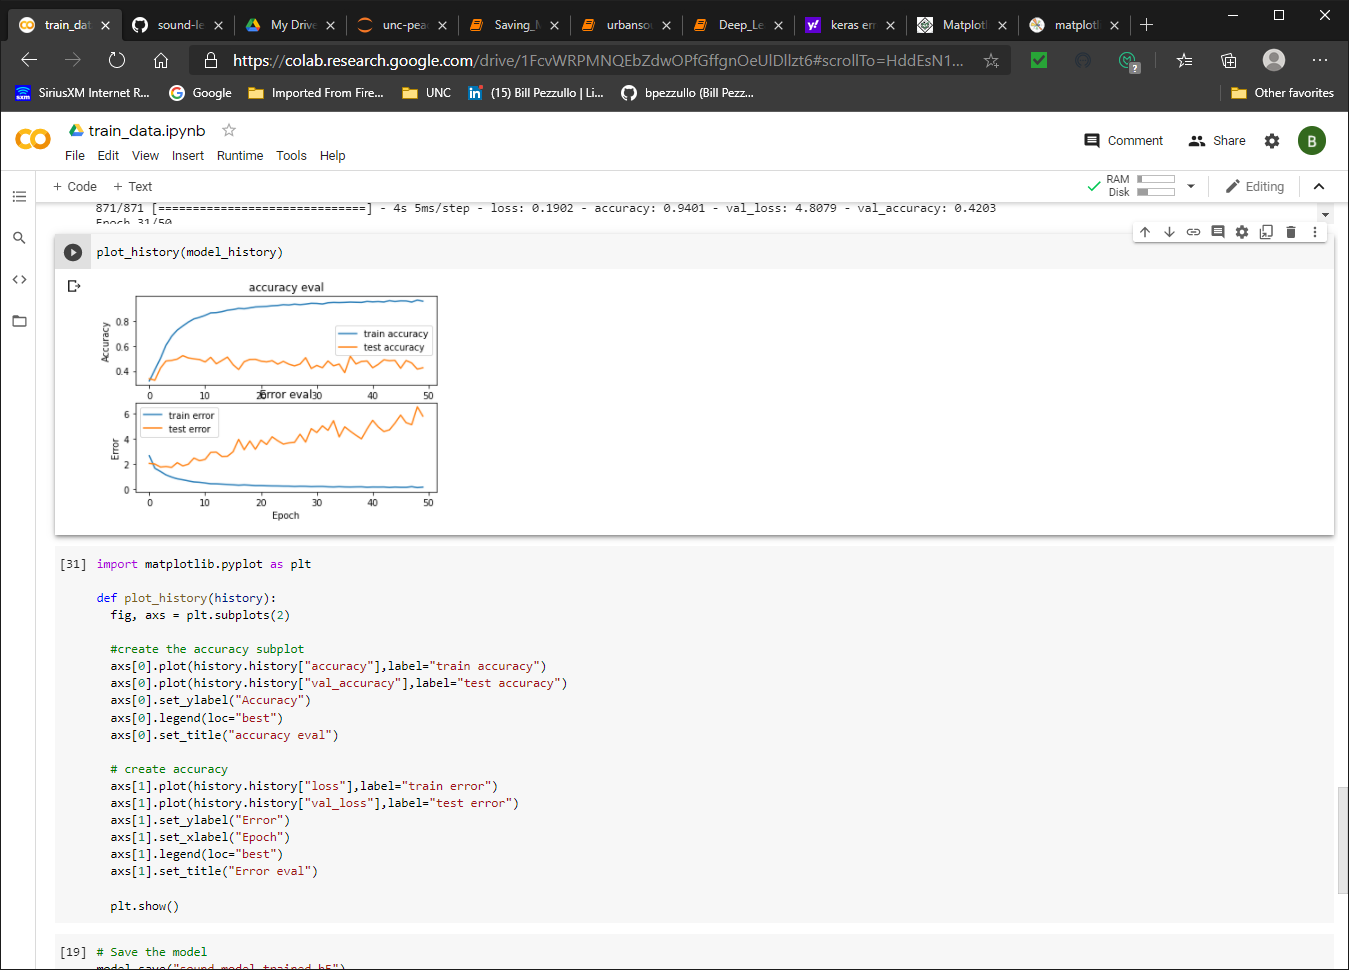 train_dat
sound-le
My Drive
unc-pea
Saving_
urbansou
Deep_Le
keras err
Matplotl
matplotl
https://colab.research.google.com/drive/1FcvWRPMNQEbZdwOPfGffgnOeUlDllzt6#scrollTo=HddEsN1...
SiriusXM Internet R...
Google
Imported From Fire...
UNC
(15) Bill Pezzullo | Li...
bpezzullo (Bill Pezz...
Other favorites
train_data.ipynb
File Edit View Insert Runtime Tools Help
Comment
Share
B
+ Code + Text
RAM
Disk
Editing
871/871 [==============================] - 4s 5ms/step - loss: 0.1902 - accuracy: 0.9401 - val_loss: 4.8079 - val_accuracy: 0.4203
Epoch 31/50
plot_history(model_history)
accuracy eval
Accuracy
0.8
0.6
0.4
train accuracy
test accuracy
0 10 20 30 40 50
Error eval
Error
6
4
2
0
train error
test error
0 10 20 30 40 50
Epoch
[31] import matplotlib.pyplot as plt
def plot_history(history):
fig, axs = plt.subplots(2)
#create the accuracy subplot
axs[0].plot(history.history["accuracy"],label="train accuracy")
axs[0].plot(history.history["val_accuracy"],label="test accuracy")
axs[0].set_ylabel("Accuracy")
axs[0].legend(loc="best")
axs[0].set_title("accuracy eval")
# create accuracy
axs[1].plot(history.history["loss"],label="train error")
axs[1].plot(history.history["val_loss"],label="test error")
axs[1].set_ylabel("Error")
axs[1].set_xlabel("Epoch")
axs[1].legend(loc="best")
axs[1].set_title("Error eval")
plt.show()
[19] # Save the model
model.save("sound_model_trained.h5")